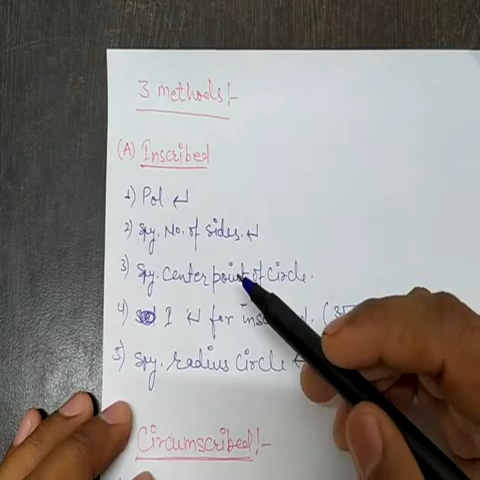 3 methods:-
(A) Inscribed
1) Pol ↵
2) Spy. No. of sides. ↵
3) Spy. Center point of Circle.
4) I ↵ for
5) Spy. radius Circle ↵
Circumscribed:-